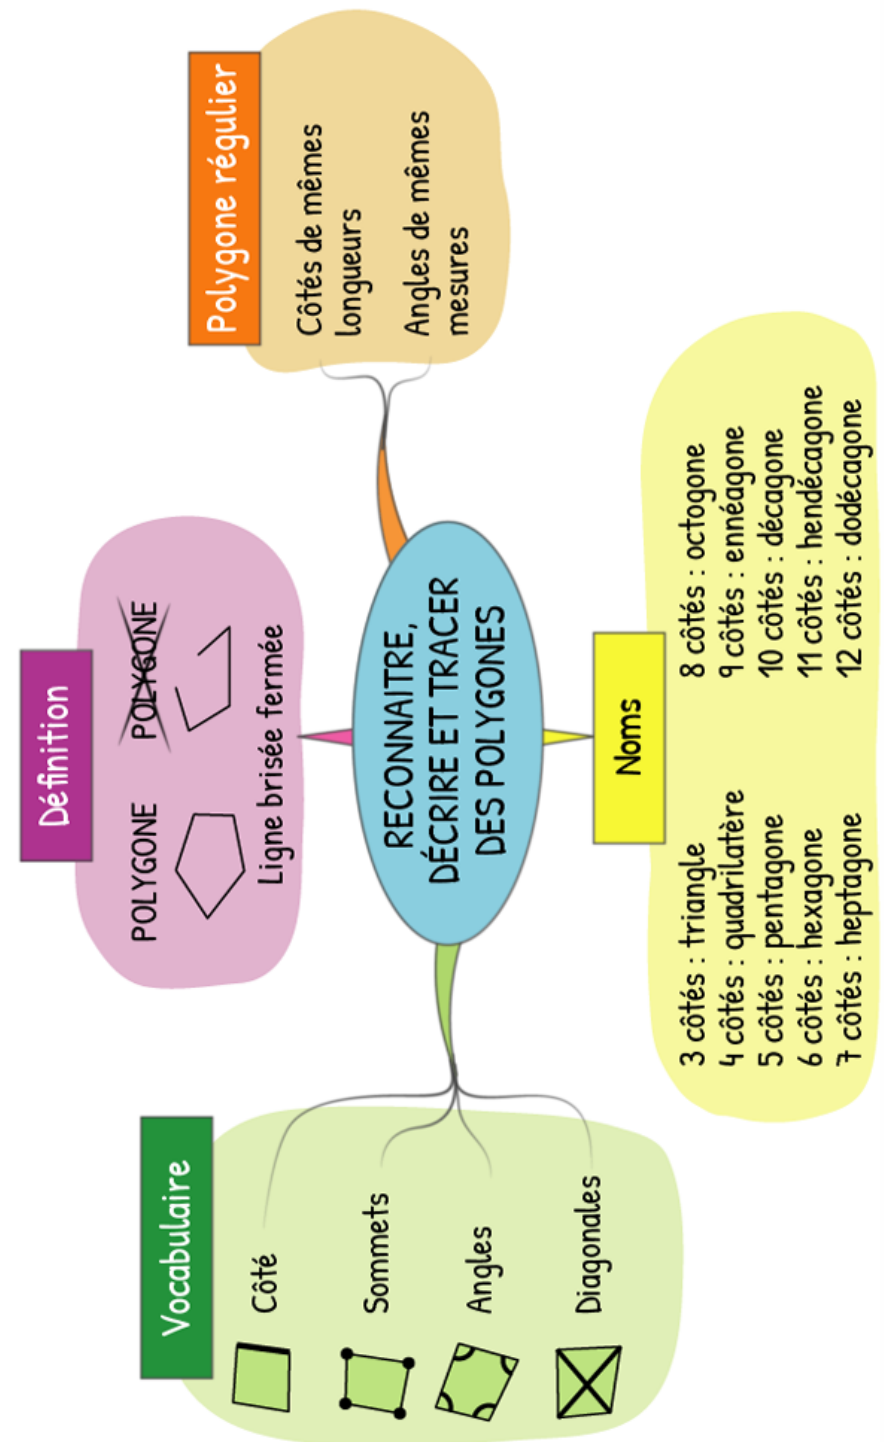 Définition
POLYGONE
POLYGONE
Ligne brisée fermée
Vocabulaire
Côté
Sommets
Angles
Diagonales
RECONNAITRE,
DÉCRIRE ET TRACER
DES POLYGONES
Polygone régulier
Côtés de mêmes
longueurs
Angles de mêmes
mesures
Noms
3 côtés : triangle
4 côtés : quadrilatère
5 côtés : pentagone
6 côtés : hexagone
7 côtés : heptagone
8 côtés : octogone
9 côtés : ennéagone
10 côtés : décagone
11 côtés : hendécagone
12 côtés : dodécagone